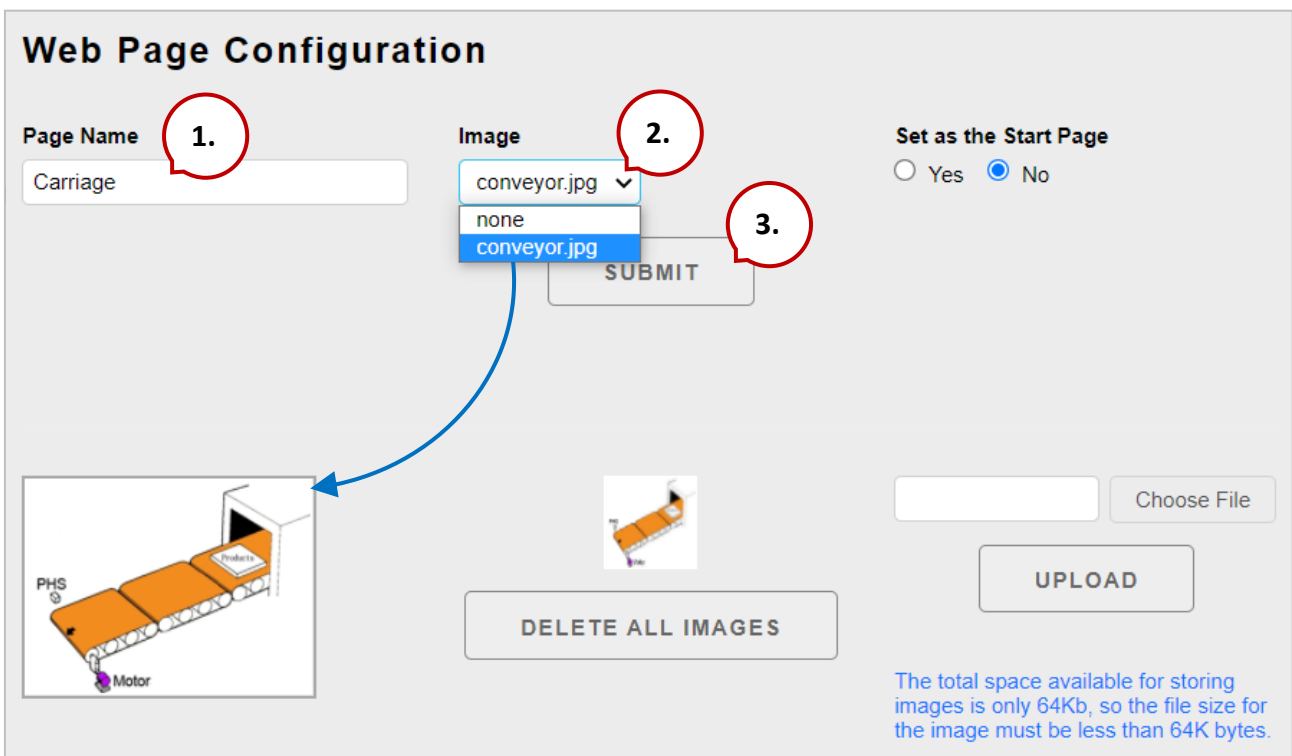 Web Page Configuration
Page Name
1.
Image
2.
Set as the Start Page
Carriage
conveyor.jpg
Yes
No
none
conveyor.jpg
3.
SUBMIT
Products
PHS
Motor
DELETE ALL IMAGES
Choose File
UPLOAD
The total space available for storing
images is only 64Kb, so the file size for
the image must be less than 64K bytes.